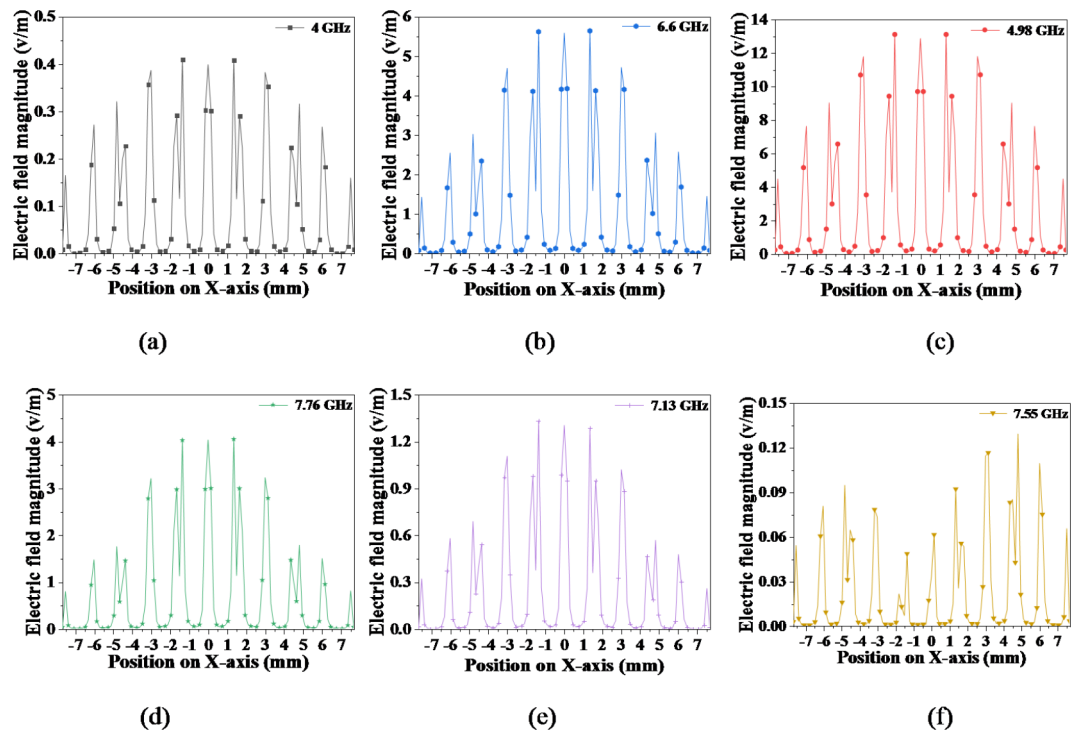 4 GHz
Electric field magnitude (v/m)
0.5
0.4
0.3
0.2
0.1
0.0
-7 -6 -5 -4 -3 -2 -1 0 1 2 3 4 5 6 7
Position on X-axis (mm)
(a)
6.6 GHz
Electric field magnitude (v/m)
6
5
4
3
2
1
0
-7 -6 -5 -4 -3 -2 -1 0 1 2 3 4 5 6 7
Position on X-axis (mm)
(b)
4.98 GHz
Electric field magnitude (v/m)
14
12
10
8
6
4
2
0
-7 -6 -5 -4 -3 -2 -1 0 1 2 3 4 5 6 7
Position on X-axis (mm)
(c)
7.76 GHz
Electric field magnitude (v/m)
5
4
3
2
1
0
-7 -6 -5 -4 -3 -2 -1 0 1 2 3 4 5 6 7
Position on X-axis (mm)
(d)
7.13 GHz
Electric field magnitude (v/m)
1.5
1.2
0.9
0.6
0.3
0.0
-7 -6 -5 -4 -3 -2 -1 0 1 2 3 4 5 6 7
Position on X-axis (mm)
(e)
7.55 GHz
Electric field magnitude (v/m)
0.15
0.12
0.09
0.06
0.03
0.00
-7 -6 -5 -4 -3 -2 -1 0 1 2 3 4 5 6 7
Position on X-axis (mm)
(f)